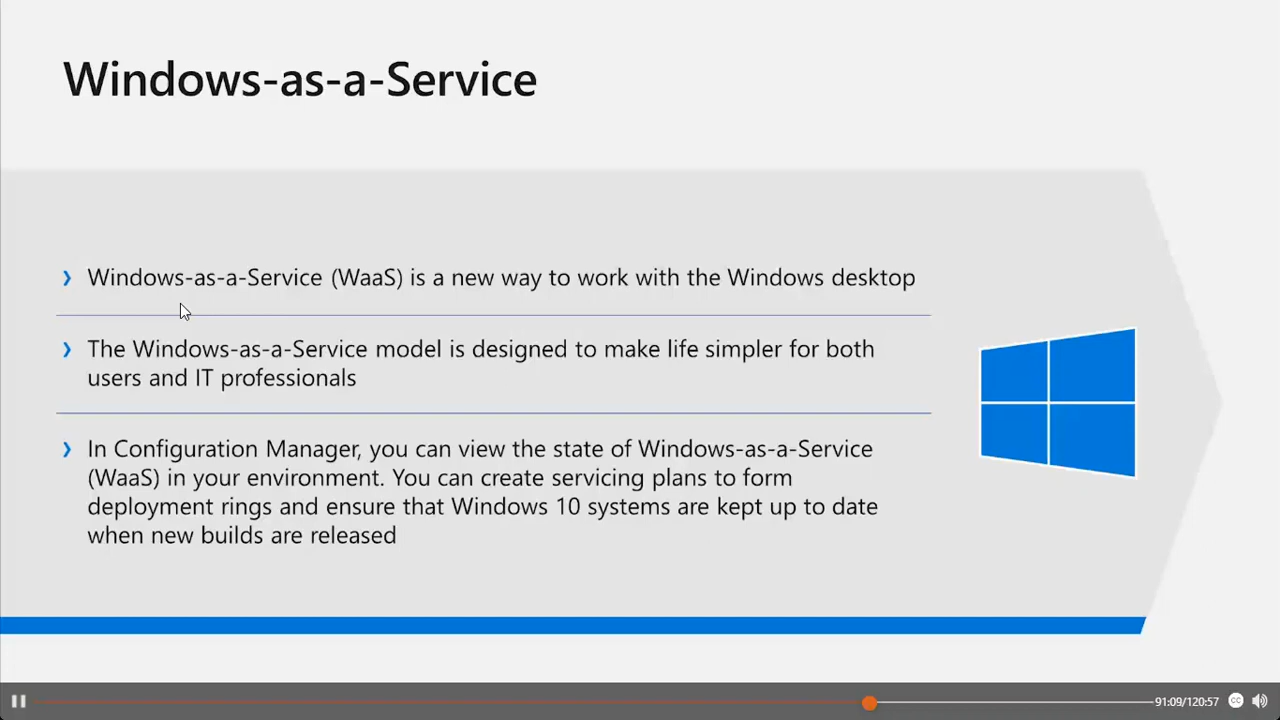 Windows-as-a-Service
❯ Windows-as-a-Service (WaaS) is a new way to work with the Windows desktop
❯ The Windows-as-a-Service model is designed to make life simpler for both
users and IT professionals
❯ In Configuration Manager, you can view the state of Windows-as-a-Service
(WaaS) in your environment. You can create servicing plans to form
deployment rings and ensure that Windows 10 systems are kept up to date
when new builds are released
91:09/120:57 CC